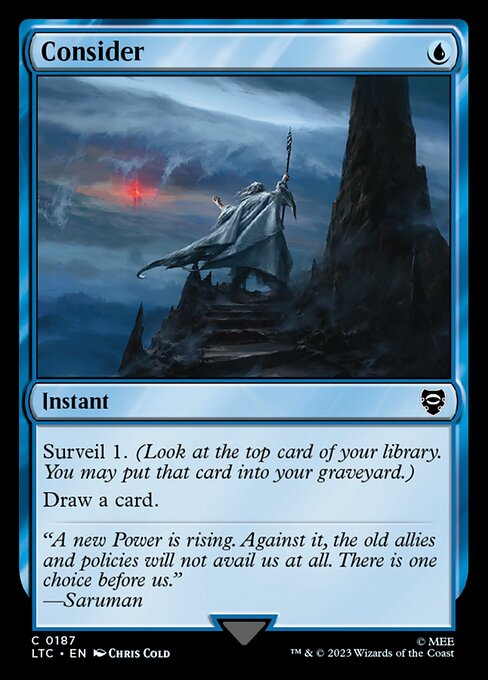 Consider
Instant
Surveil 1. (Look at the top card of your library.
You may put that card into your graveyard.)
Draw a card.
“A new Power is rising. Against it, the old allies
and policies will not avail us at all. There is one
choice before us.”
—Saruman
C 0187
LTC • EN Chris Cold
© MEE
™ & © 2023 Wizards of the Coast